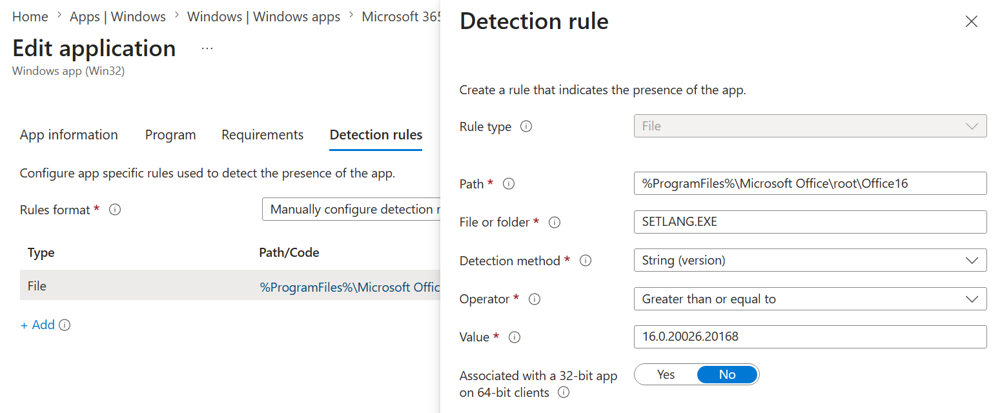 Home > Apps | Windows > Windows | Windows apps > Microsoft 365
Edit application ...
Windows app (Win32)
App information Program Requirements Detection rules
Configure app specific rules used to detect the presence of the app.
Rules format *
Manually configure detection
Type Path/Code
File %ProgramFiles%\Microsoft Offic
+ Add
Detection rule
Create a rule that indicates the presence of the app.
Rule type File
Path * %ProgramFiles%\Microsoft Office\root\Office16
File or folder * SETLANG.EXE
Detection method * String (version)
Operator * Greater than or equal to
Value * 16.0.20026.20168
Associated with a 32-bit app
on 64-bit clients
Yes No